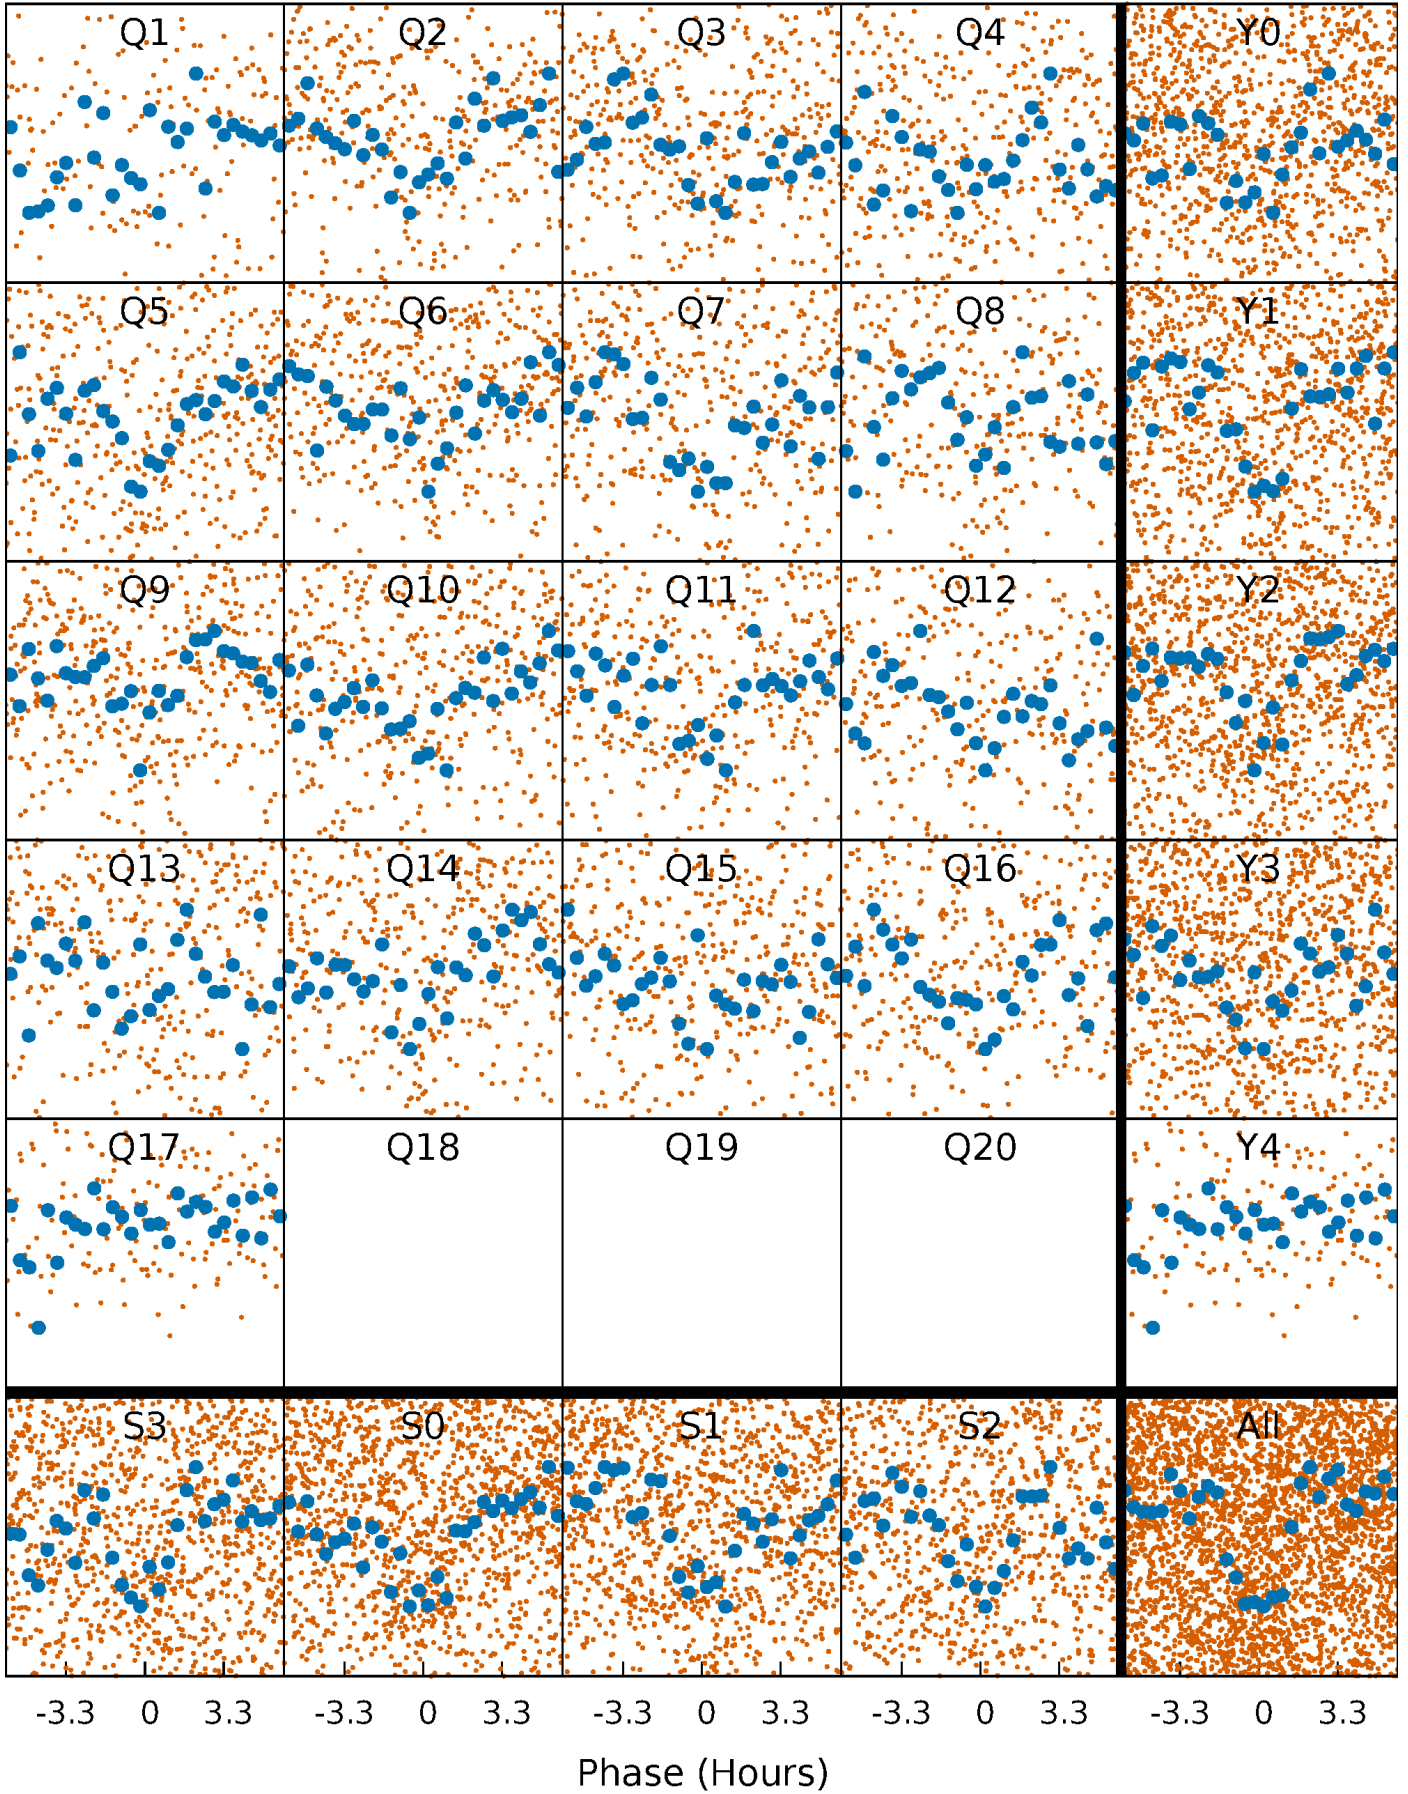 Q1 Q2 Q3 Q4 Y0
Q5 Q6 Q7 Q8 Y1
Q9 Q10 Q11 Q12 Y2
Q13 Q14 Q15 Q16 Y3
Q17 Q18 Q19 Q20 Y4
S3 S0 S1 S2 All
-3.3 0 3.3 -3.3 0 3.3 -3.3 0 3.3 -3.3 0 3.3 -3.3 0 3.3
Phase (Hours)